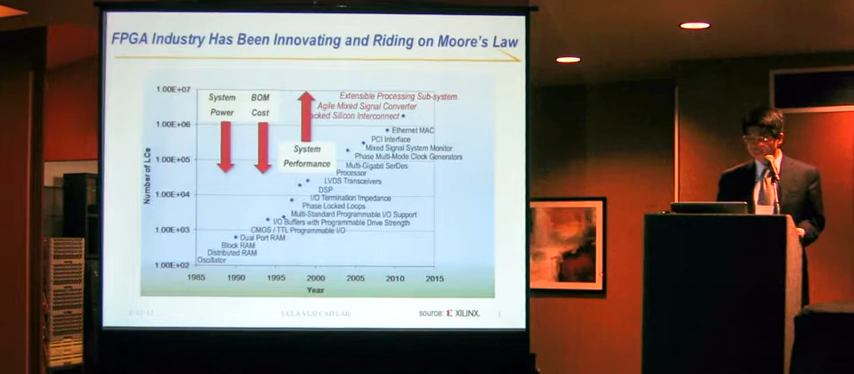 FPGA Industry Has Been Innovating and Riding on Moore's Law
1.00E+07
1.00E+06
1.00E+05
1.00E+04
1.00E+03
1.00E+02
Number of LCs
System
Power
BOM
Cost
System
Performance
Extensible Processing Sub-system
Agile Mixed Signal Converter
Silicon Interconnect
Ethernet MAC
PCI Interface
Mixed Signal System Monitor
Phase Multi-Mode Clock Generators
Multi-Gigabit SerDes
Processor
LVDS Transceivers
DSP
I/O Termination Impedance
Phase Locked Loops
Multi-Standard Programmable I/O Support
I/O Buffers with Programmable Drive Strength
CMOS / TTL Programmable I/O
Dual Port RAM
Block RAM
Distributed RAM
Oscillator
1985 1990 1995 2000 2005 2010 2015
Year
UCLA VLSI CAD LAB
source: XILINX.